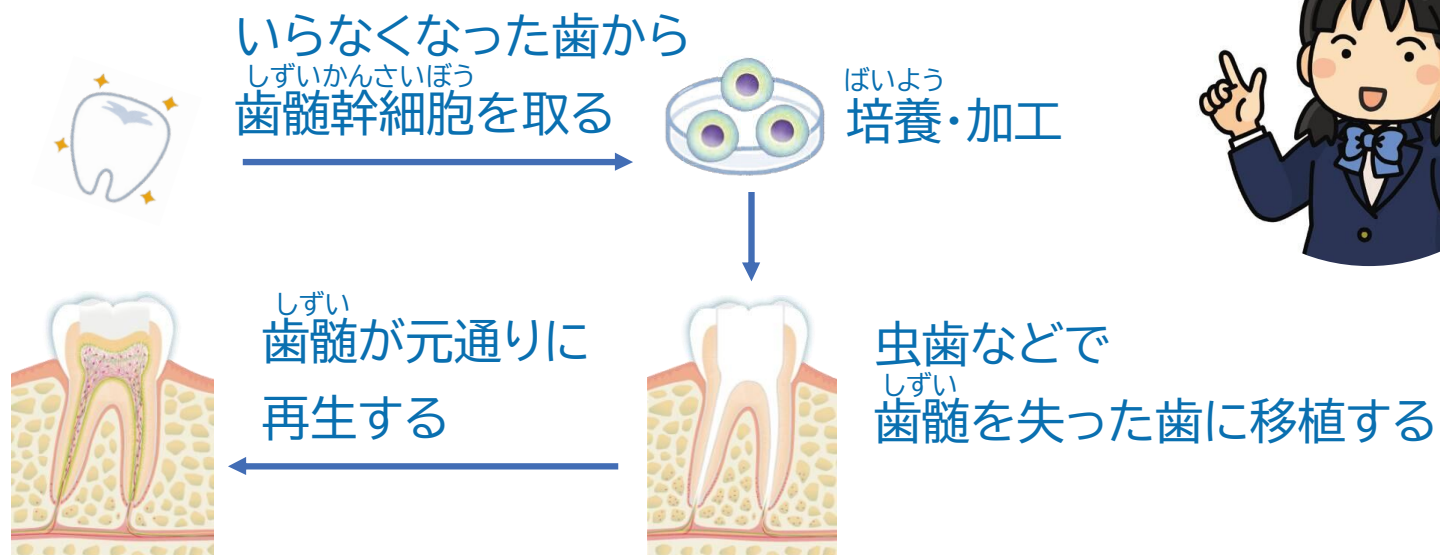 いらなくなった歯から
しずいかんさいぼう
歯髄幹細胞を取る
ばいよう
培養・加工
しずい
歯髄が元通りに
再生する
虫歯などで
しずい
歯髄を失った歯に移植する